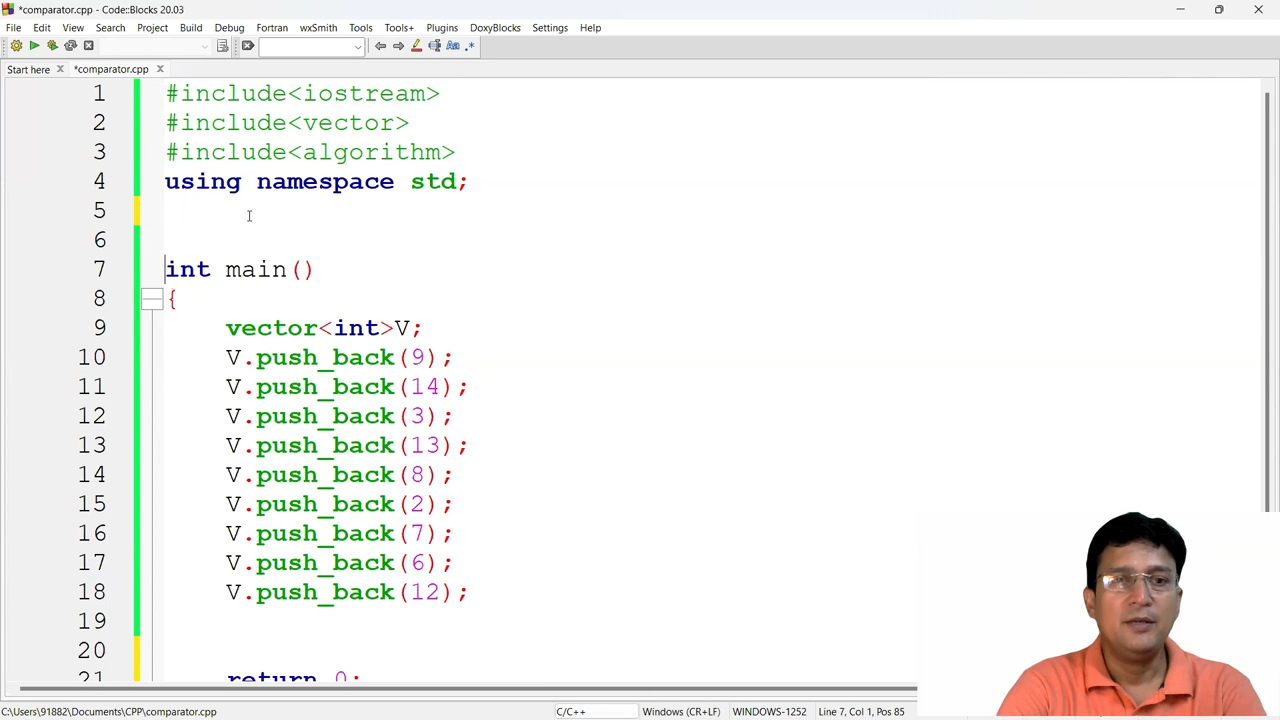 *comparator.cpp - Code::Blocks 20.03
File Edit View Search Project Build Debug Fortran wxSmith Tools Tools+ Plugins DoxyBlocks Settings Help
Start here *comparator.cpp
1 #include<iostream>
2 #include<vector>
3 #include<algorithm>
4 using namespace std;
5
6
7 int main()
8 {
9 vector<int>V;
10 V.push_back(9);
11 V.push_back(14);
12 V.push_back(3);
13 V.push_back(13);
14 V.push_back(8);
15 V.push_back(2);
16 V.push_back(7);
17 V.push_back(6);
18 V.push_back(12);
19
20
21 return 0;
C:\Users\91882\Documents\CPP\comparator.cpp C/C++ Windows (CR+LF) WINDOWS-1252 Line 7, Col 1, Pos 85